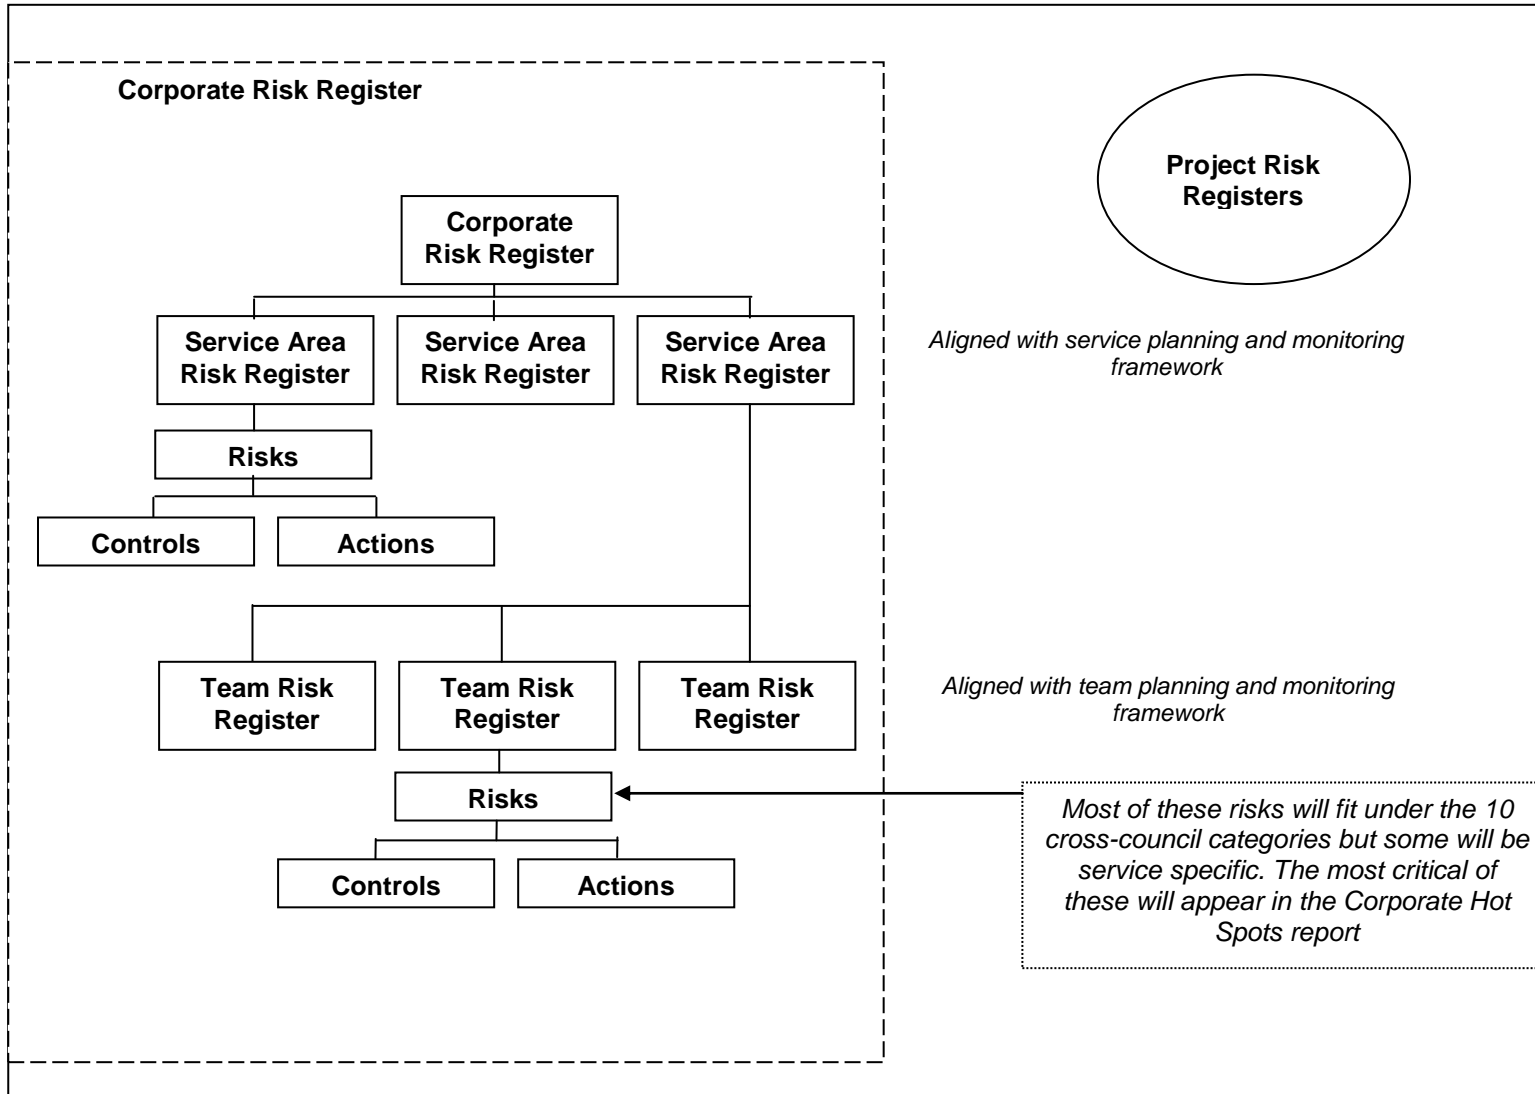 Corporate Risk Register
Project Risk
Registers
Corporate
Risk Register
Service Area
Risk Register
Service Area
Risk Register
Service Area
Risk Register
Aligned with service planning and monitoring
framework
Risks
Controls
Actions
Team Risk
Register
Team Risk
Register
Team Risk
Register
Aligned with team planning and monitoring
framework
Risks
Most of these risks will fit under the 10
cross-council categories but some will be
service specific. The most critical of
these will appear in the Corporate Hot
Spots report
Controls
Actions